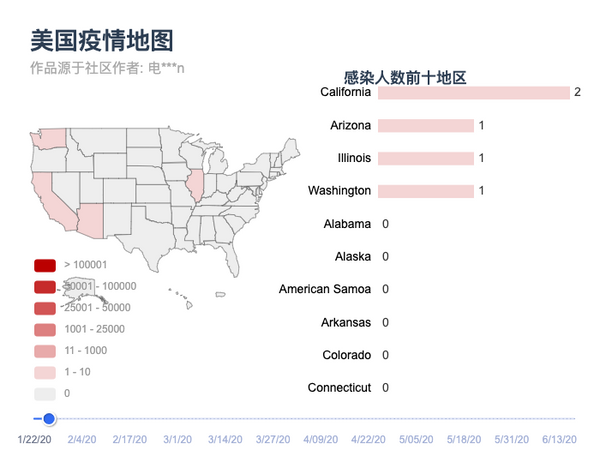 美国疫情地图
作品源于社区作者: 电***n
感染人数前十地区
California 2
Arizona 1
Illinois 1
Washington 1
Alabama 0
Alaska 0
American Samoa 0
Arkansas 0
Colorado 0
Connecticut 0
> 100001
50001 - 100000
25001 - 50000
1001 - 25000
11 - 1000
1 - 10
0
1/22/20 2/4/20 2/17/20 3/1/20 3/14/20 3/27/20 4/09/20 4/22/20 5/05/20 5/18/20 5/31/20 6/13/20